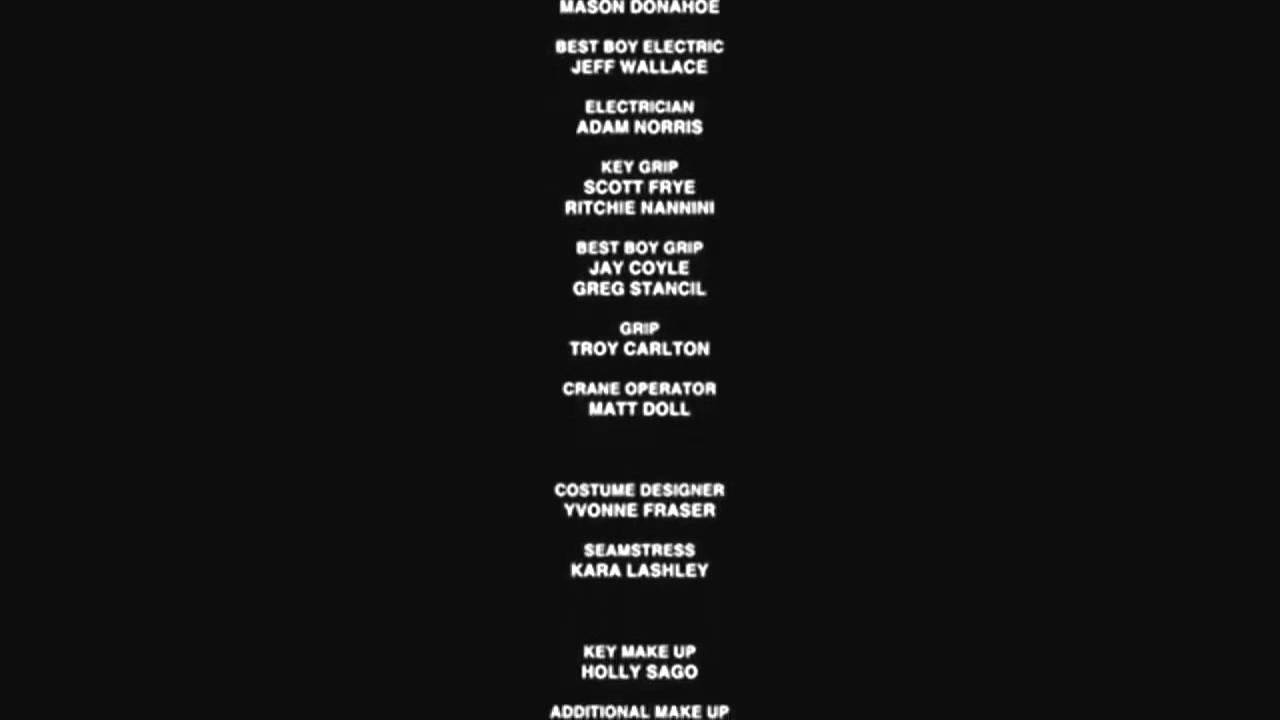 MASON DONAHOE
BEST BOY ELECTRIC
JEFF WALLACE
ELECTRICIAN
ADAM NORRIS
KEY GRIP
SCOTT FRYE
RITCHIE NANNINI
BEST BOY GRIP
JAY COYLE
GREG STANCIL
GRIP
TROY CARLTON
CRANE OPERATOR
MATT DOLL
COSTUME DESIGNER
YVONNE FRASER
SEAMSTRESS
KARA LASHLEY
KEY MAKE UP
HOLLY SAGO
ADDITIONAL MAKE UP